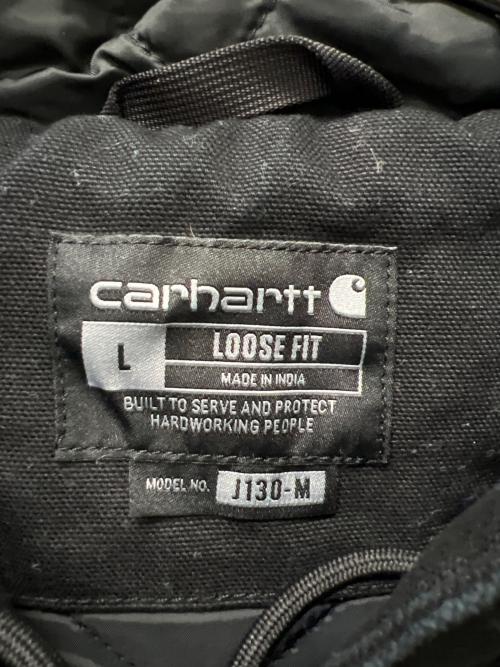 carhartt
L
LOOSE FIT
MADE IN INDIA
BUILT TO SERVE AND PROTECT
HARDWORKING PEOPLE
MODEL NO. J130-M